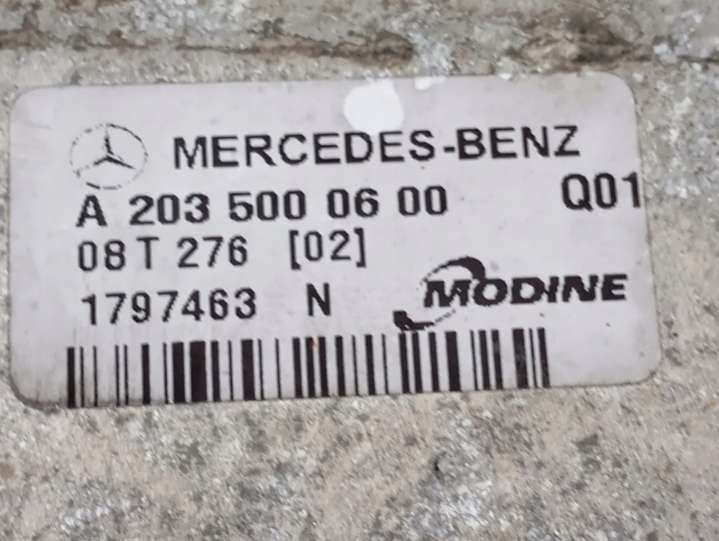 MERCEDES-BENZ
A 203 500 06 00 Q01
08 T 276 [02]
1797463 N MODINE